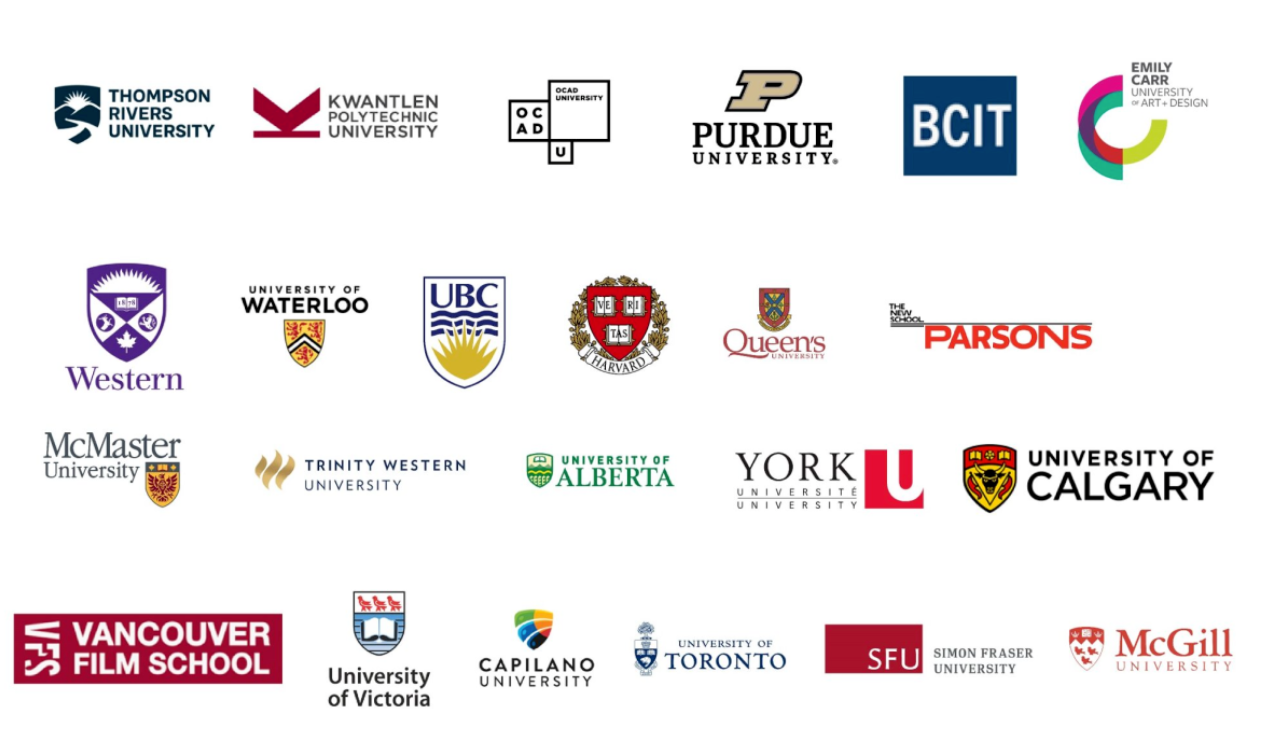 THOMPSON
RIVERS
UNIVERSITY
KWANTLEN
POLYTECHNIC
UNIVERSITY
OCAD
UNIVERSITY
O C
A D
U
P
PURDUE
UNIVERSITY®
BCIT
EMILY
CARR
UNIVERSITY
OF ART + DESIGN
Western
UNIVERSITY OF
WATERLOO
UBC
VE RI
TAS
HARVARD
Queen's
UNIVERSITY
THE
NEW
SCHOOL
PARSONS
McMaster
University
TRINITY WESTERN
UNIVERSITY
UNIVERSITY OF
ALBERTA
YORK
UNIVERSITÉ
UNIVERSITY
U
UNIVERSITY OF
CALGARY
VFS
VANCOUVER
FILM SCHOOL
University
of Victoria
CAPILANO
UNIVERSITY
UNIVERSITY OF
TORONTO
SFU
SIMON FRASER
UNIVERSITY
McGill
UNIVERSITY